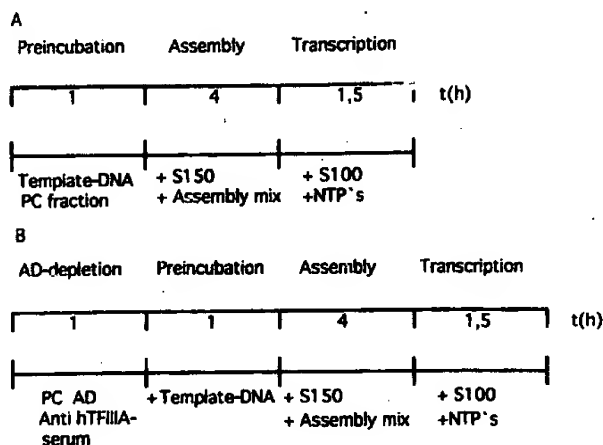 A
Preincubation Assembly Transcription
1 4 1,5 t(h)
Template-DNA + S150 + S100
PC fraction + Assembly mix +NTP`s
B
AD-depletion Preincubation Assembly Transcription
1 1 4 1,5 t(h)
PC AD +Template-DNA + S150 + S100
Anti hTFIIIA- + Assembly mix +NTP`s
serum